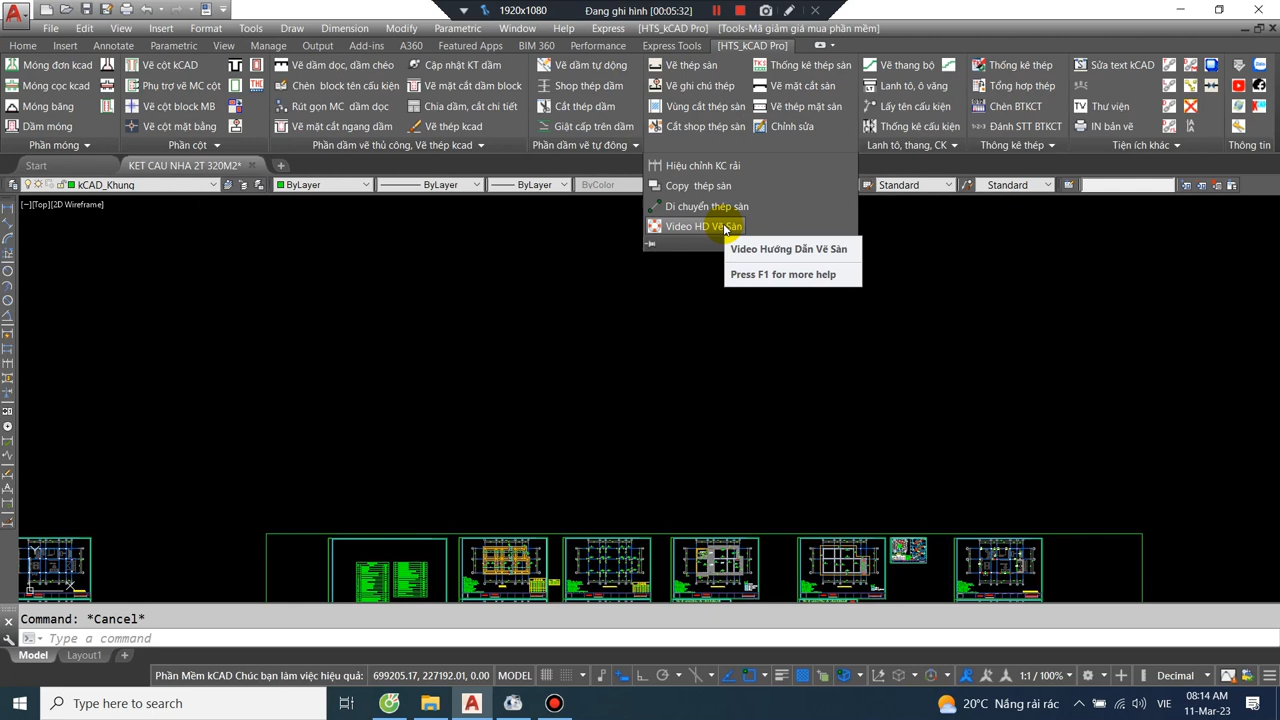 1920x1080
Đang ghi hình [00:05:32]
File Edit View Insert Format Tools Draw Dimension Modify Parametric Window Help Express [HTS_kCAD Pro] [Tools-Mã giảm giá mua phần mềm]
Home Insert Annotate Parametric View Manage Output Add-ins A360 Featured Apps BIM 360 Performance Express Tools [HTS_kCAD Pro]
Móng đơn kcad Vẽ cột kCAD Vẽ dầm dọc, dầm chéo Cập nhật KT dầm Vẽ dầm tự động Vẽ thép sàn Thống kê thép sàn Vẽ thang bộ Thống kê thép Sửa text kCAD
Móng cọc kcad Phụ trợ vẽ MC cột Chèn block tên cấu kiện Vẽ mặt cắt dầm block Shop thép dầm Vẽ ghi chú thép Vẽ mặt cắt sàn Lanh tô, ô văng Tổng hợp thép
Móng băng Vẽ cột block MB Rút gọn MC dầm dọc Chia dầm, cắt chi tiết Cắt thép dầm Vùng cắt thép sàn Vẽ thép mặt sàn Lấy tên cấu kiện Chèn BTKCT TV Thư viện
Dầm móng Vẽ cột mặt bằng Vẽ mặt cắt ngang dầm Vẽ thép kcad Giật cấp trên dầm Cắt shop thép sàn Chỉnh sửa Thống kê cấu kiện Đánh STT BTKCT IN bản vẽ
Phần móng Phần cột Phần dầm vẽ thủ công, Vẽ thép kcad Phần dầm vẽ tự động Lanh tô, thang, CK Thống kê thép Tiện ích khác Thông tin
Start KET CAU NHA 2T 320M2*
Hiệu chỉnh KC rải
kCAD_Khung ByLayer ByLayer ByLayer ByColor Standard Standard
Copy thép sàn
[−][Top][2D Wireframe]
Di chuyển thép sàn
Video HD Vẽ Sàn
Video Hướng Dẫn Vẽ Sàn
Press F1 for more help
Command: *Cancel*
Type a command
Model Layout1
Phần Mềm kCAD Chúc bạn làm việc hiệu quả: 699205.17, 227192.01, 0.00 MODEL 1:1 / 100% Decimal
Type here to search
20°C Nắng rải rác
VIE
08:14 AM
11-Mar-23